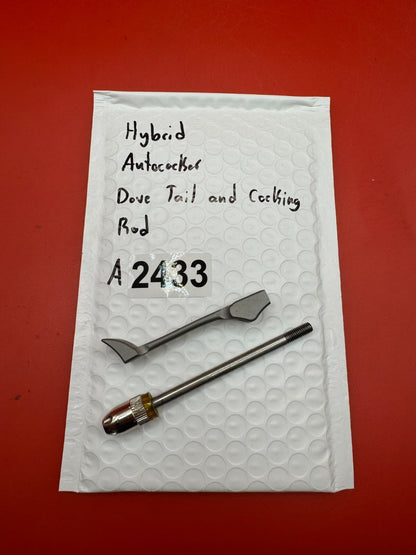 Hybrid
Autococker
Dove Tail and Cocking
Rod
A 2433